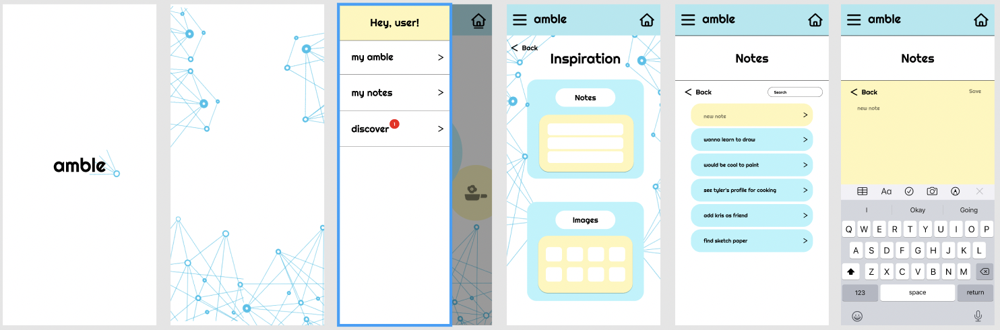 amble
Hey, user!
my amble >
my notes >
discover 1 >
amble
< Back
Inspiration
Notes
Images
amble
Notes
< Back
Search
new note >
wanna learn to draw >
would be cool to paint >
see tyler's profile for cooking >
add kris as friend >
find sketch paper >
amble
Notes
< Back
Save
new note
Aa
I Okay Going
Q W E R T Y U I O P
A S D F G H J K L
Z X C V B N M
123 space return